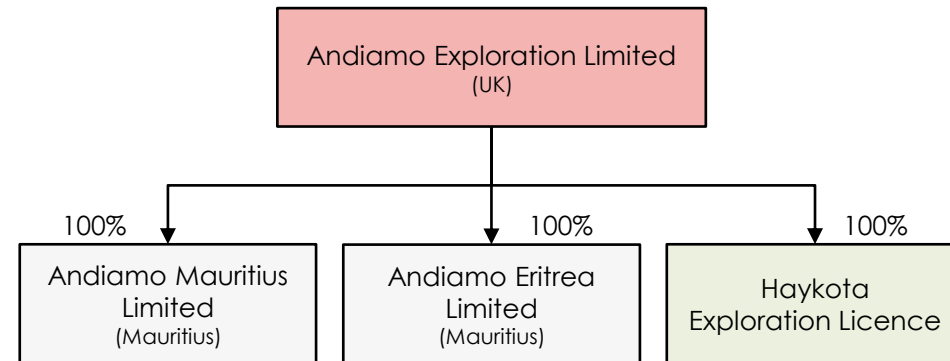 Andiamo Exploration Limited
(UK)
100%
100%
100%
Andiamo Mauritius
Limited
(Mauritius)
Andiamo Eritrea
Limited
(Mauritius)
Haykota
Exploration Licence